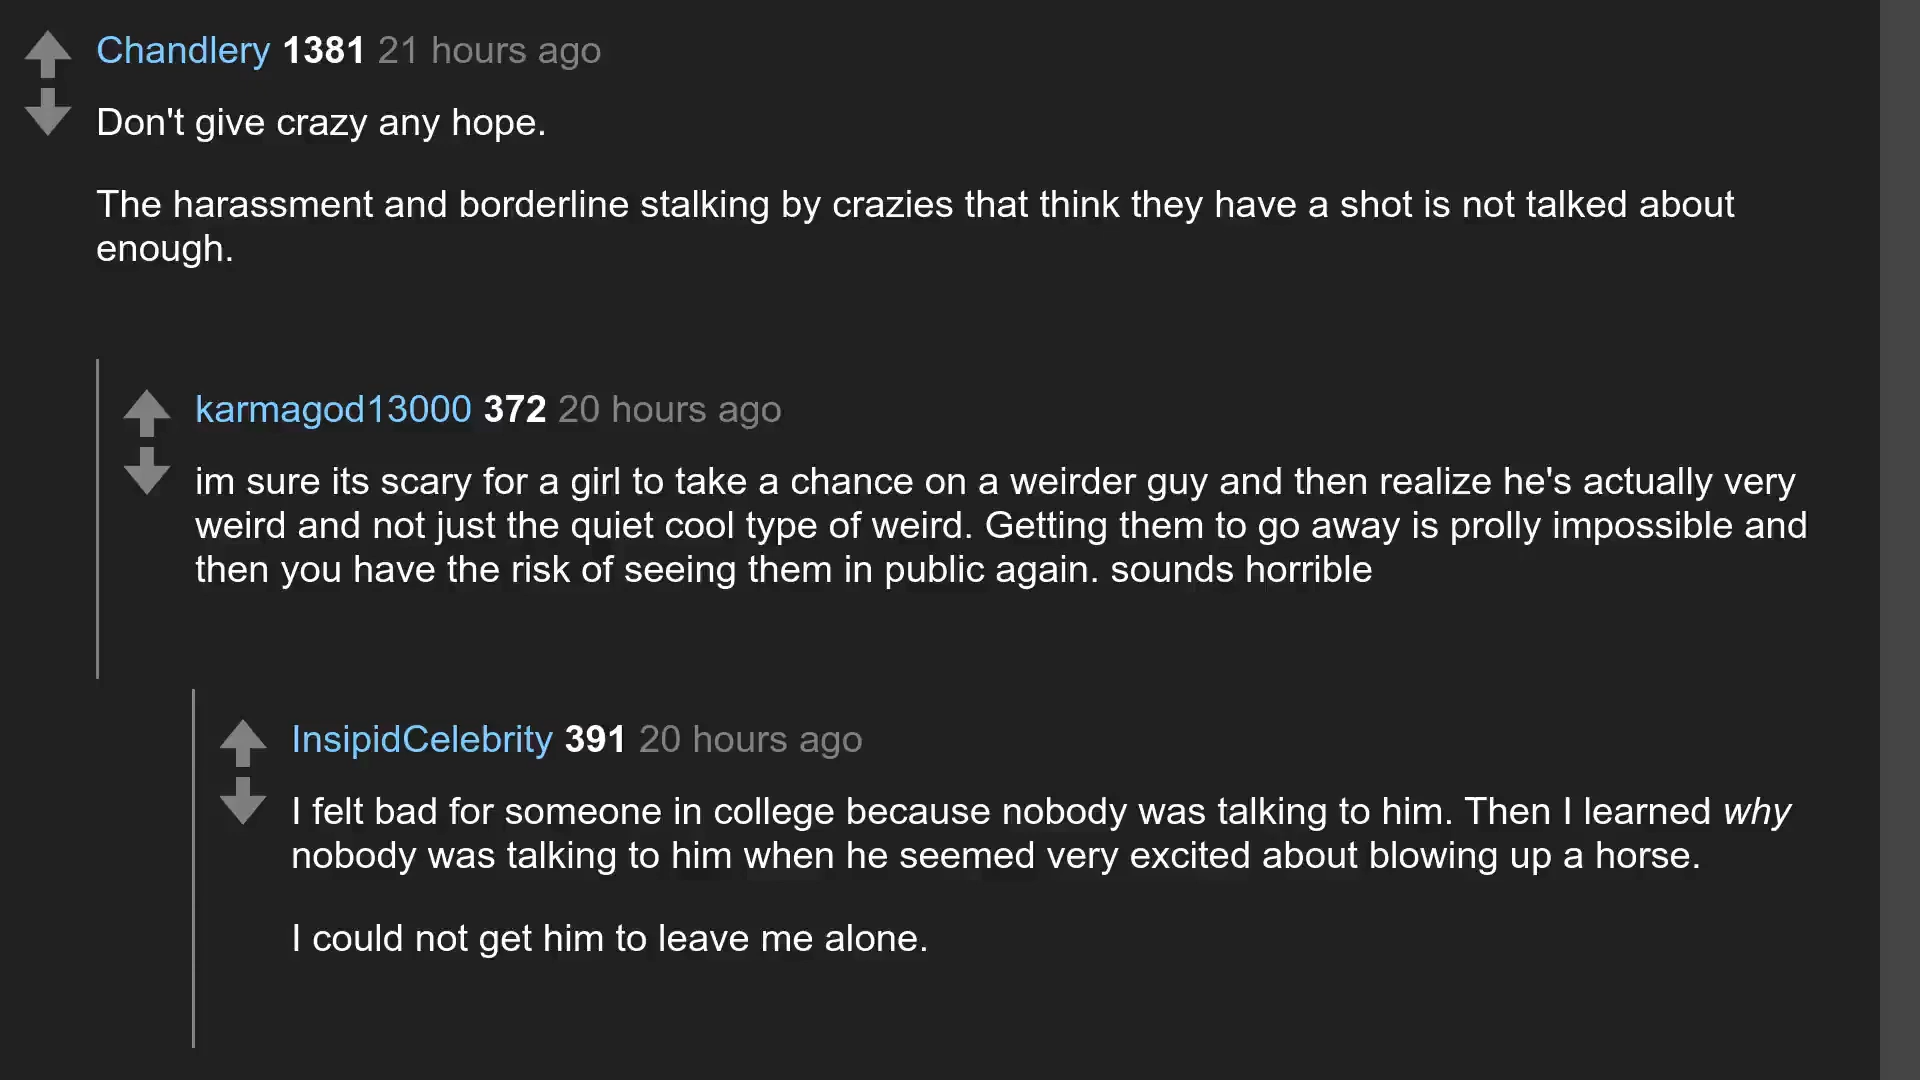 Chandlery 1381 21 hours ago
Don't give crazy any hope.
The harassment and borderline stalking by crazies that think they have a shot is not talked about
enough.
karmagod13000 372 20 hours ago
im sure its scary for a girl to take a chance on a weirder guy and then realize he's actually very
weird and not just the quiet cool type of weird. Getting them to go away is prolly impossible and
then you have the risk of seeing them in public again. sounds horrible
InsipidCelebrity 391 20 hours ago
I felt bad for someone in college because nobody was talking to him. Then I learned why
nobody was talking to him when he seemed very excited about blowing up a horse.
I could not get him to leave me alone.